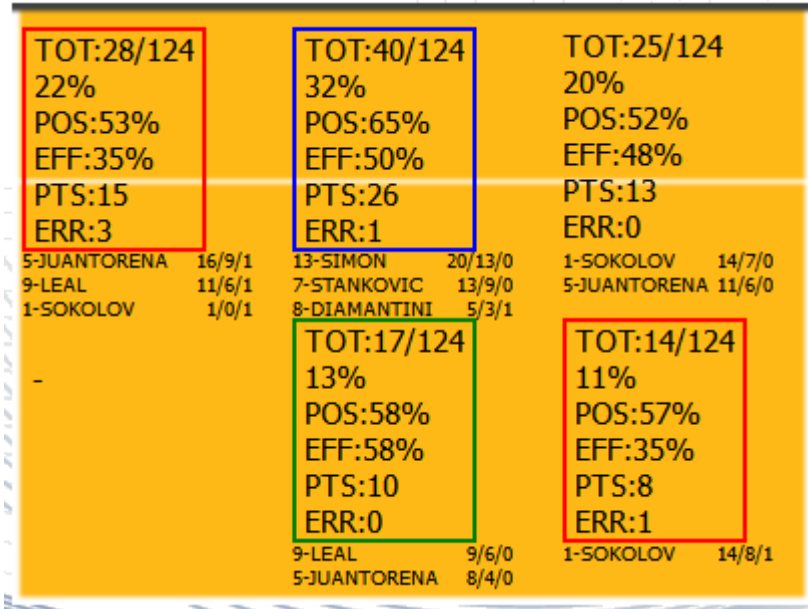 TOT:28/124
22%
POS:53%
EFF:35%
PTS:15
ERR:3
5-JUANTORENA 16/9/1
9-LEAL 11/6/1
1-SOKOLOV 1/0/1
TOT:40/124
32%
POS:65%
EFF:50%
PTS:26
ERR:1
13-SIMON 20/13/0
7-STANKOVIC 13/9/0
8-DIAMANTINI 5/3/1
TOT:25/124
20%
POS:52%
EFF:48%
PTS:13
ERR:0
1-SOKOLOV 14/7/0
5-JUANTORENA 11/6/0
-
TOT:17/124
13%
POS:58%
EFF:58%
PTS:10
ERR:0
9-LEAL 9/6/0
5-JUANTORENA 8/4/0
TOT:14/124
11%
POS:57%
EFF:35%
PTS:8
ERR:1
1-SOKOLOV 14/8/1